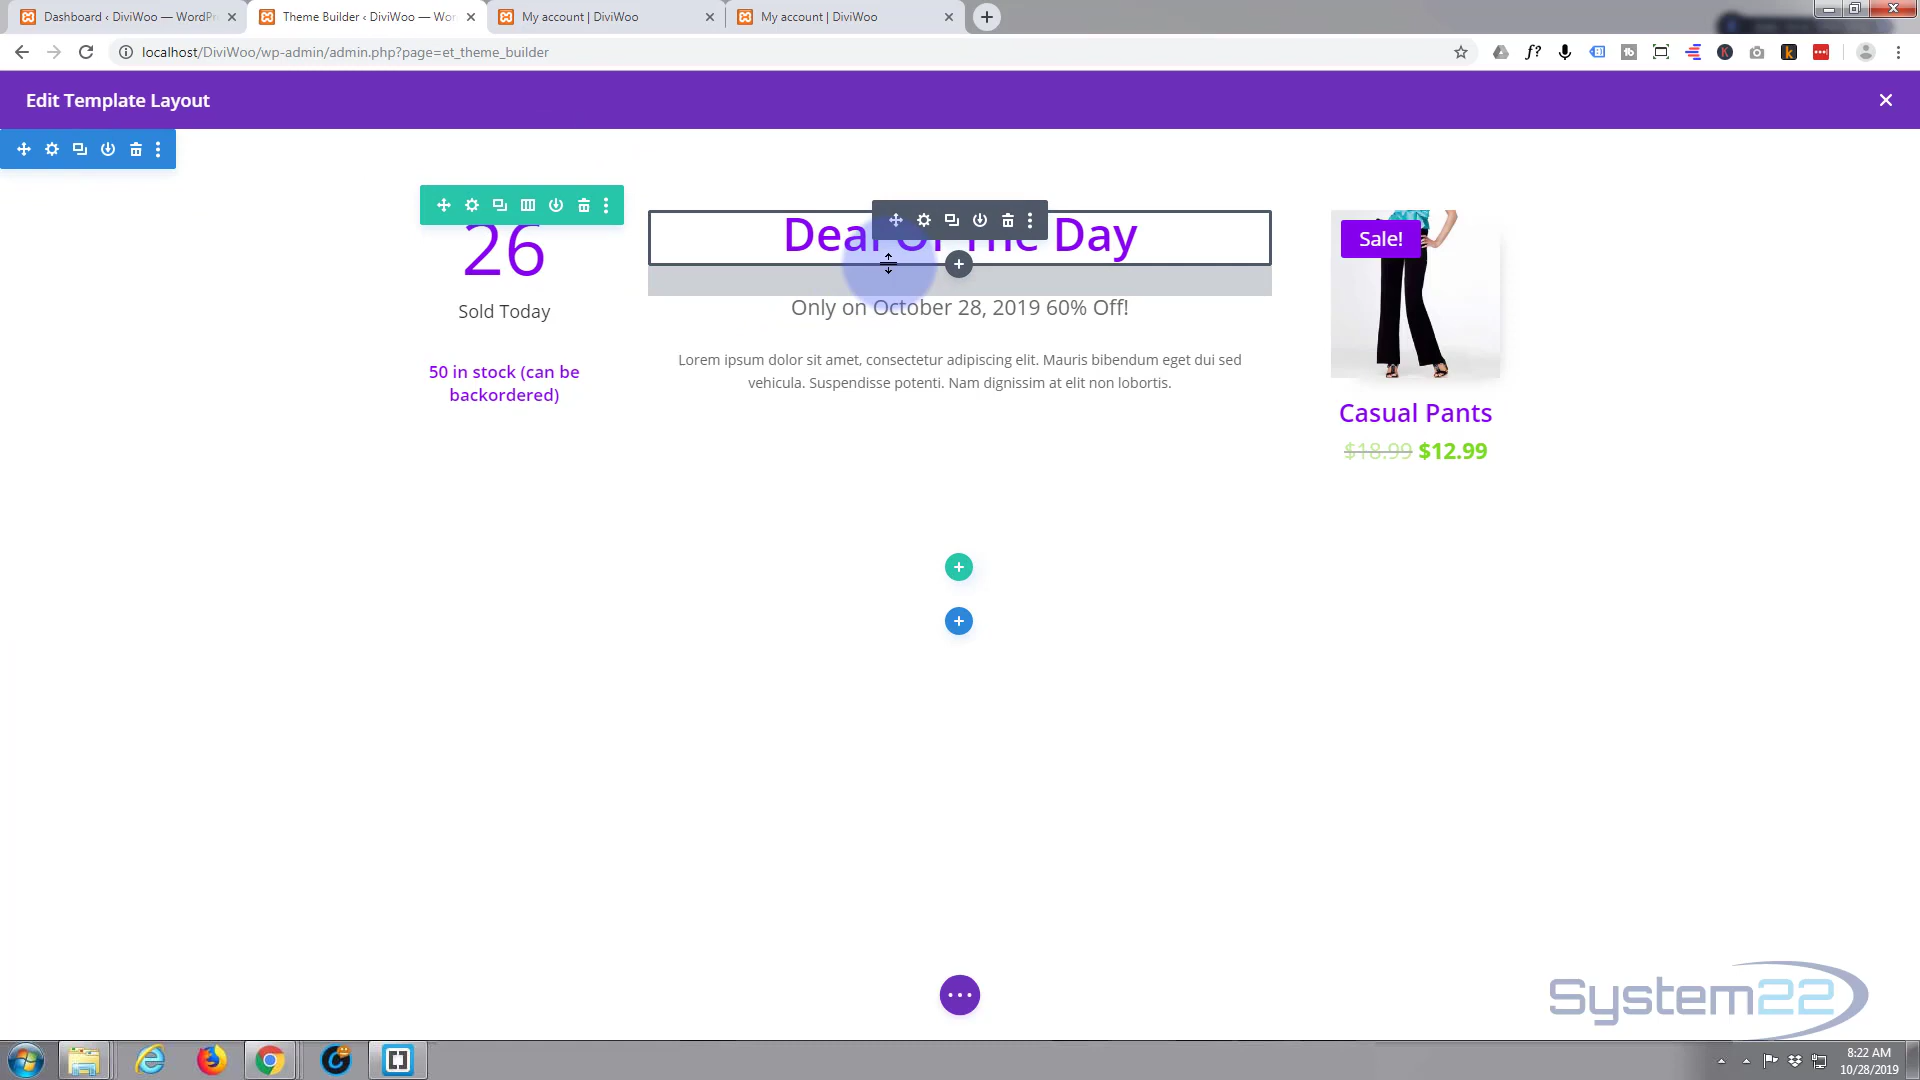 Dashboard ‹ DiviWoo — WordPr
Theme Builder ‹ DiviWoo — Wor
My account | DiviWoo
My account | DiviWoo
localhost/DiviWoo/wp-admin/admin.php?page=et_theme_builder
Edit Template Layout
26
Sold Today
50 in stock (can be
backordered)
Deal Of The Day
Only on October 28, 2019 60% Off!
Lorem ipsum dolor sit amet, consectetur adipiscing elit. Mauris bibendum eget dui sed
vehicula. Suspendisse potenti. Nam dignissim at elit non lobortis.
Sale!
Casual Pants
$18.99 $12.99
System22
8:22 AM
10/28/2019